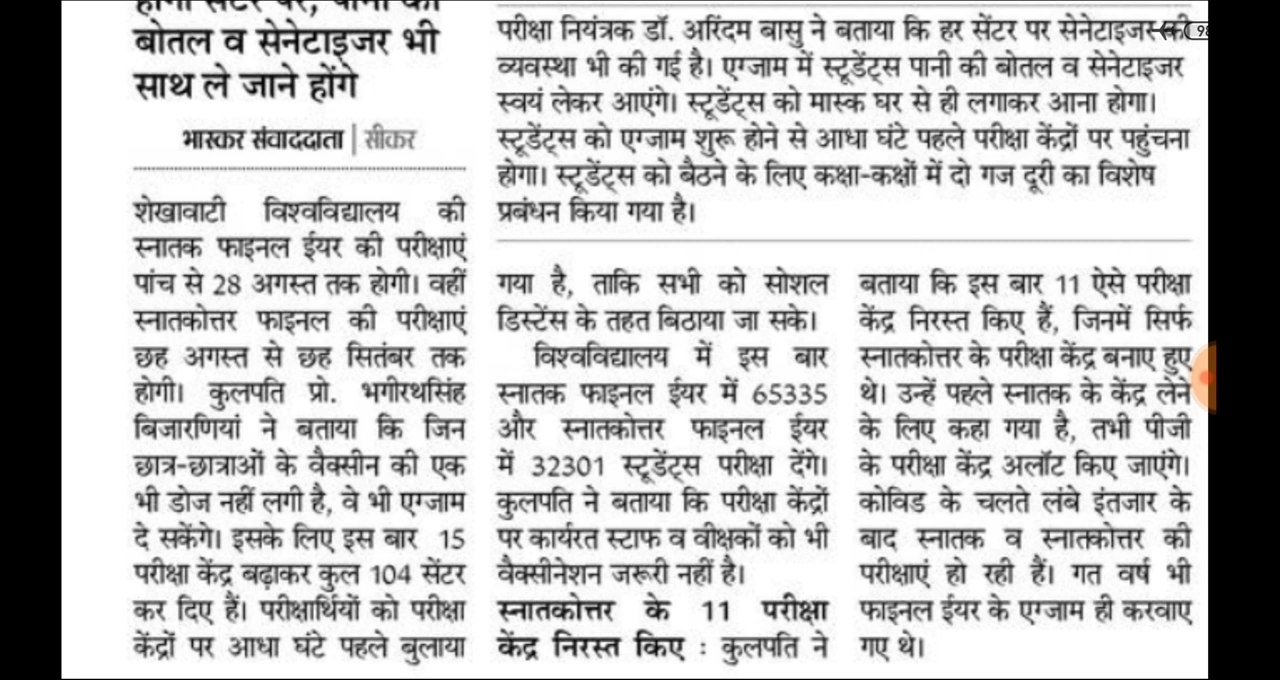 बोतल व सेनेटाइजर भी
साथ ले जाने होंगे
भास्कर संवाददाता | सीकर
शेखावाटी विश्वविद्यालय की
स्नातक फाइनल ईयर की परीक्षाएं
पांच से 28 अगस्त तक होगी। वहीं
स्नातकोत्तर फाइनल की परीक्षाएं
छह अगस्त से छह सितंबर तक
होगी। कुलपति प्रो. भगीरथसिंह
बिजारणियां ने बताया कि जिन
छात्र-छात्राओं के वैक्सीन की एक
भी डोज नहीं लगी है, वे भी एग्जाम
दे सकेंगे। इसके लिए इस बार 15
परीक्षा केंद्र बढ़ाकर कुल 104 सेंटर
कर दिए हैं। परीक्षार्थियों को परीक्षा
केंद्रों पर आधा घंटे पहले बुलाया
परीक्षा नियंत्रक डॉ. अरिंदम बासु ने बताया कि हर सेंटर पर सेनेटाइजर की
व्यवस्था भी की गई है। एग्जाम में स्टूडेंट्स पानी की बोतल व सेनेटाइजर
स्वयं लेकर आएंगे। स्टूडेंट्स को मास्क घर से ही लगाकर आना होगा।
स्टूडेंट्स को एग्जाम शुरू होने से आधा घंटे पहले परीक्षा केंद्रों पर पहुंचना
होगा। स्टूडेंट्स को बैठने के लिए कक्षा-कक्षों में दो गज दूरी का विशेष
प्रबंधन किया गया है।
गया है, ताकि सभी को सोशल
डिस्टेंस के तहत बिठाया जा सके।
विश्वविद्यालय में इस बार
स्नातक फाइनल ईयर में 65335
और स्नातकोत्तर फाइनल ईयर
में 32301 स्टूडेंट्स परीक्षा देंगे।
कुलपति ने बताया कि परीक्षा केंद्रों
पर कार्यरत स्टाफ व वीक्षकों को भी
वैक्सीनेशन जरूरी नहीं है।
स्नातकोत्तर के 11 परीक्षा
केंद्र निरस्त किए : कुलपति ने
बताया कि इस बार 11 ऐसे परीक्षा
केंद्र निरस्त किए हैं, जिनमें सिर्फ
स्नातकोत्तर के परीक्षा केंद्र बनाए हुए
थे। उन्हें पहले स्नातक के केंद्र लेने
के लिए कहा गया है, तभी पीजी
के परीक्षा केंद्र अलॉट किए जाएंगे।
कोविड के चलते लंबे इंतजार के
बाद स्नातक व स्नातकोत्तर की
परीक्षाएं हो रही हैं। गत वर्ष भी
फाइनल ईयर के एग्जाम ही करवाए
गए थे।